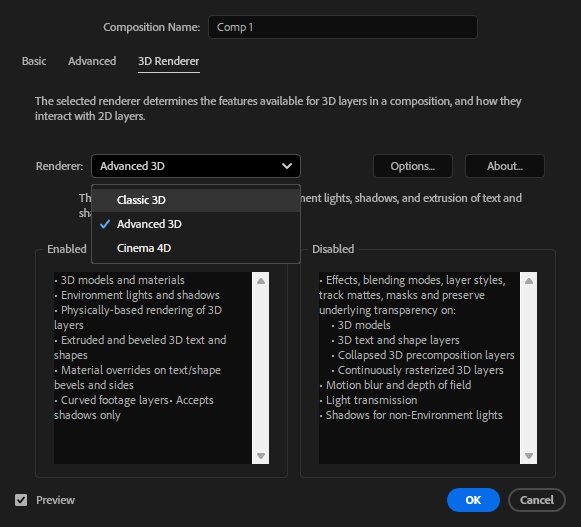 Composition Name:
Comp 1
Basic
Advanced
3D Renderer
The selected renderer determines the features available for 3D layers in a composition, and how they
interact with 2D layers.
Renderer:
Advanced 3D
Options...
About...
Th
ment lights, shadows, and extrusion of text and
Classic 3D
Advanced 3D
Cinema 4D
Enabled
• 3D models and materials
• Environment lights and shadows
• Physically-based rendering of 3D
layers
• Extruded and beveled 3D text and
shapes
• Material overrides on text/shape
bevels and sides
• Curved footage layers• Accepts
shadows only
Disabled
• Effects, blending modes, layer styles,
track mattes, masks and preserve
underlying transparency on:
• 3D models
• 3D text and shape layers
• Collapsed 3D precomposition layers
• Continuously rasterized 3D layers
• Motion blur and depth of field
• Light transmission
• Shadows for non-Environment lights
Preview
OK
Cancel